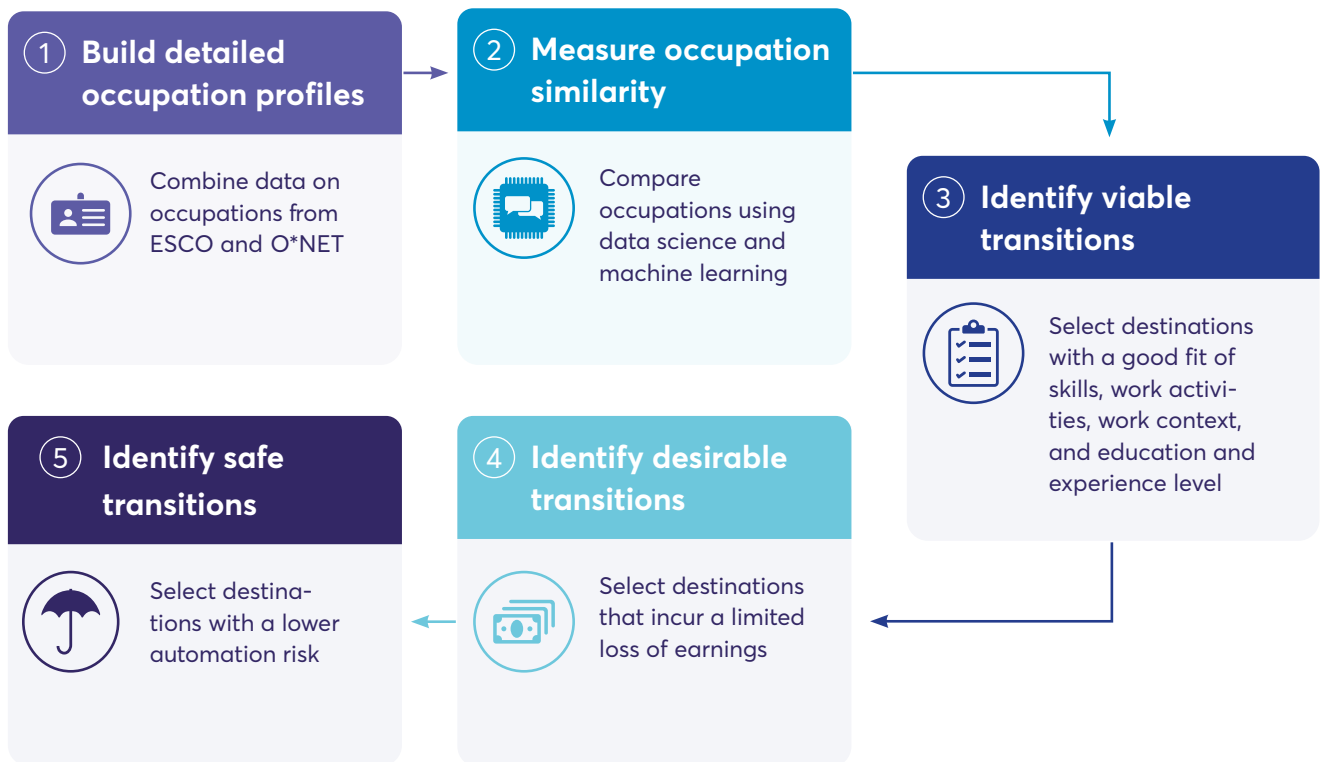 1
Build detailed
occupation profiles
Combine data on
occupations from
ESCO and O*NET
2
Measure occupation
similarity
Compare
occupations using
data science and
machine learning
3
Identify viable
transitions
Select destinations
with a good fit of
skills, work activi-
ties, work context,
and education and
experience level
4
Identify desirable
transitions
Select destinations
that incur a limited
loss of earnings
5
Identify safe
transitions
Select destina-
tions with a lower
automation risk